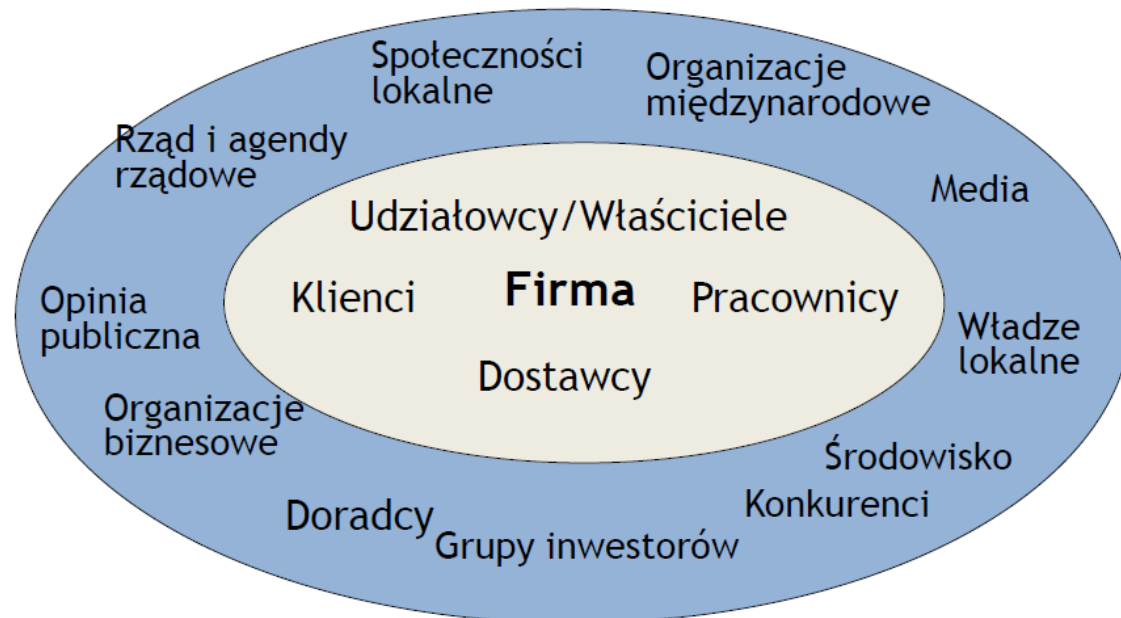 Społeczności
lokalne
Organizacje
międzynarodowe
Rząd i agendy
rządowe
Media
Udziałowcy/Właściciele
Klienci
Firma
Pracownicy
Opinia
publiczna
Władze
lokalne
Dostawcy
Organizacje
biznesowe
Środowisko
Konkurenci
Doradcy
Grupy inwestorów